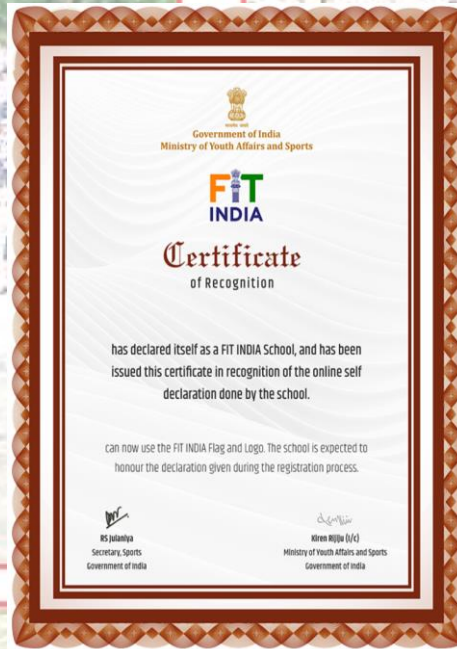 Government of India
Ministry of Youth Affairs and Sports
FIT
INDIA
Certificate
of Recognition
has declared itself as a FIT INDIA School, and has been
issued this certificate in recognition of the online self
declaration done by the school.
can now use the FIT INDIA Flag and Logo. The school is expected to
honour the declaration given during the registration process.
RS Julaniya
Secretary, Sports
Government of India
Kiren Rijiju (I/C)
Ministry of Youth Affairs and Sports
Government of India